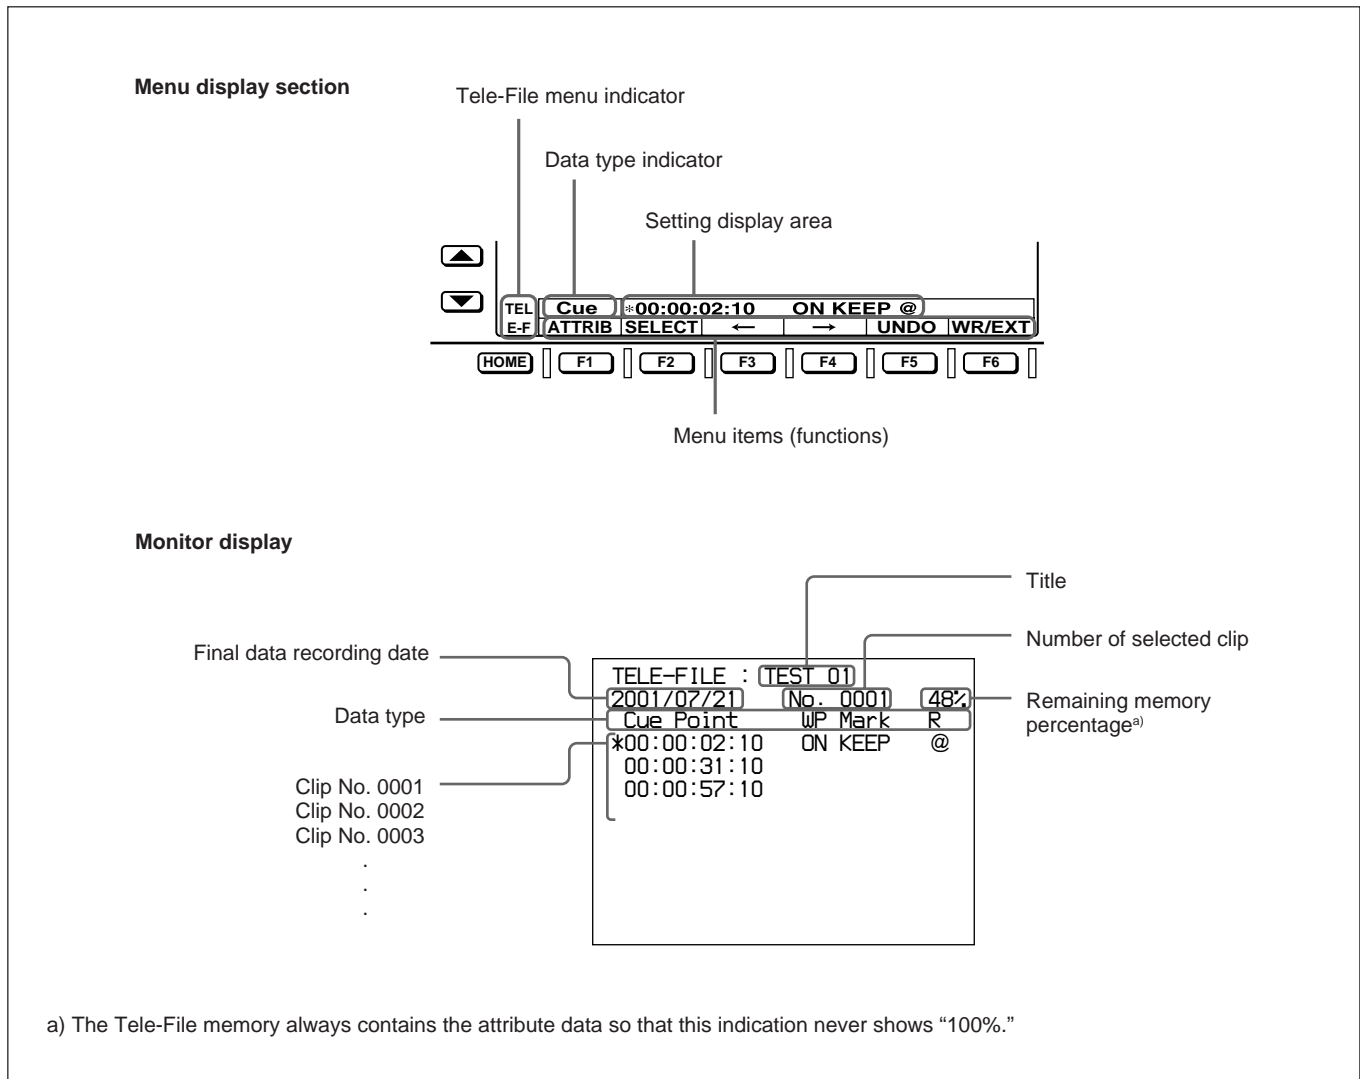 Menu display section
Tele-File menu indicator
Data type indicator
Setting display area
TEL Cue *00:00:02:10 ON KEEP @
E-F ATTRIB SELECT ← → UNDO WR/EXT
HOME F1 F2 F3 F4 F5 F6
Menu items (functions)
Monitor display
Title
Number of selected clip
Final data recording date
Remaining memory
percentage a)
Data type
TELE-FILE : TEST 01
2001/07/21 No. 0001 48%
Cue Point WP Mark R
*00:00:02:10 ON KEEP @
00:00:31:10
00:00:57:10
Clip No. 0001
Clip No. 0002
Clip No. 0003
.
.
.
a) The Tele-File memory always contains the attribute data so that this indication never shows “100%.”